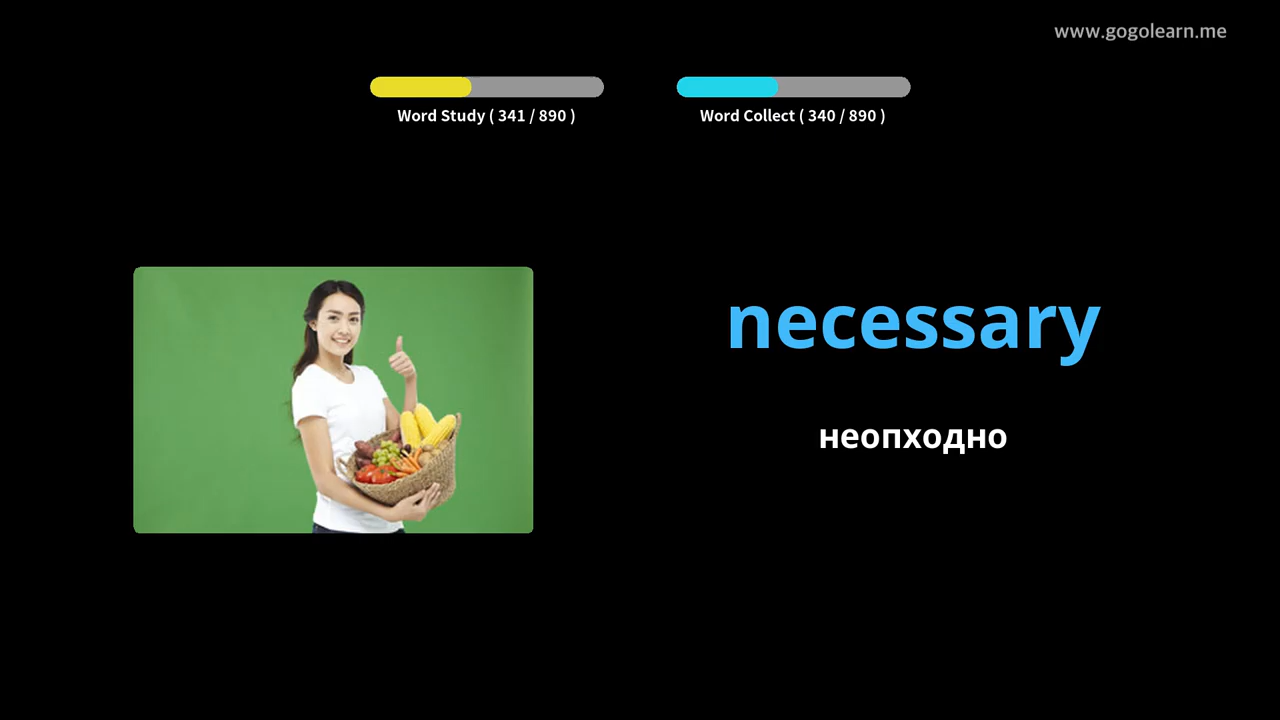 www.gogolearn.me
Word Study ( 341 / 890 )
Word Collect ( 340 / 890 )
necessary
неопходно